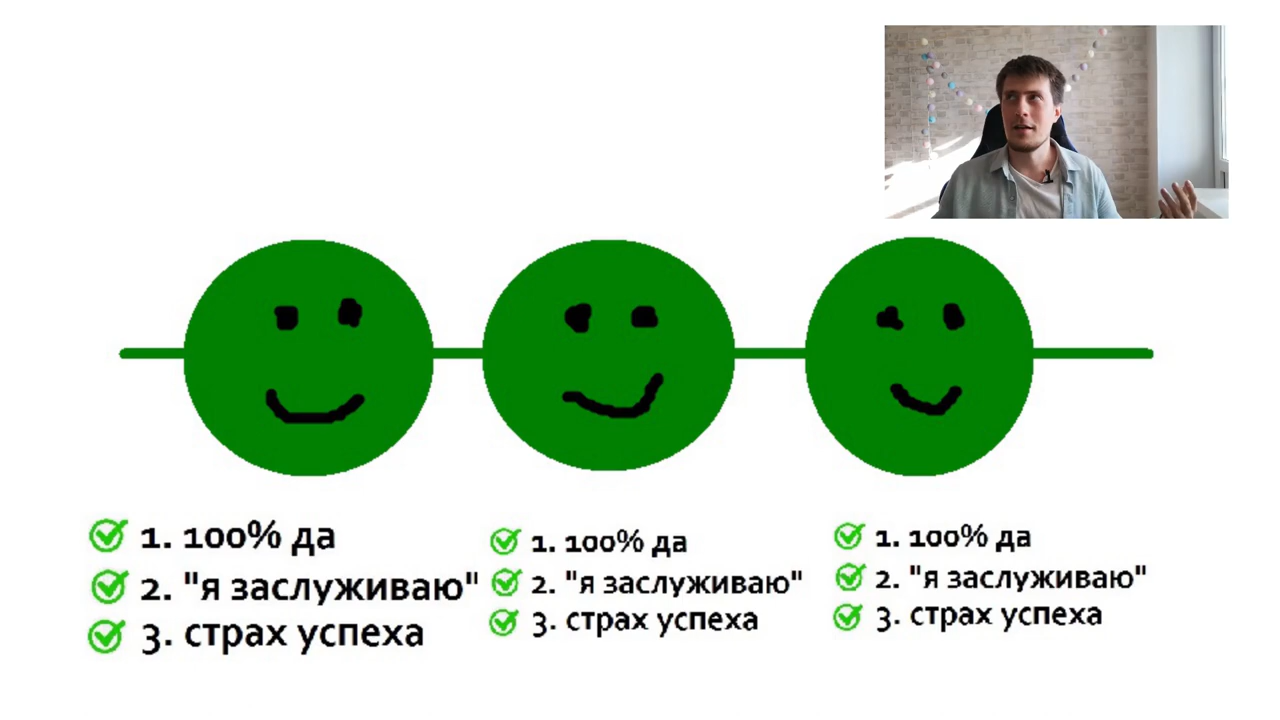 1. 100% да
2. "я заслуживаю"
3. страх успеха
1. 100% да
2. "я заслуживаю"
3. страх успеха
1. 100% да
2. "я заслуживаю"
3. страх успеха